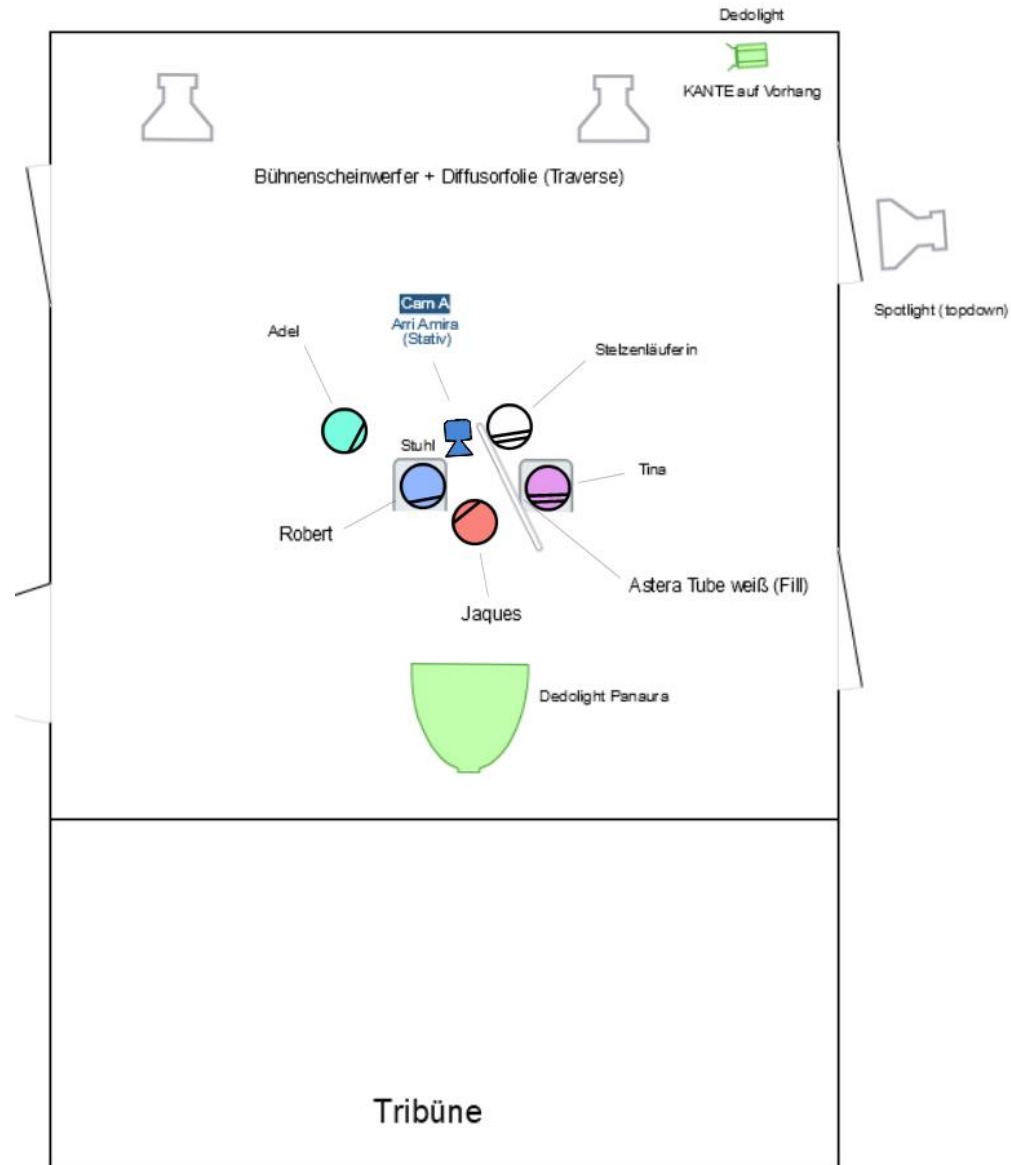 Dedolight
KANTE auf Vorhang
Bühnenscheinwerfer + Diffusorfolie (Traverse)
Spotlight (topdown)
Cam A
Arri Amira
(Stativ)
Adel
Stelzenläuferin
Stuhl
Tina
Robert
Astera Tube weiß (Fill)
Jaques
Dedolight Panaura
Tribüne